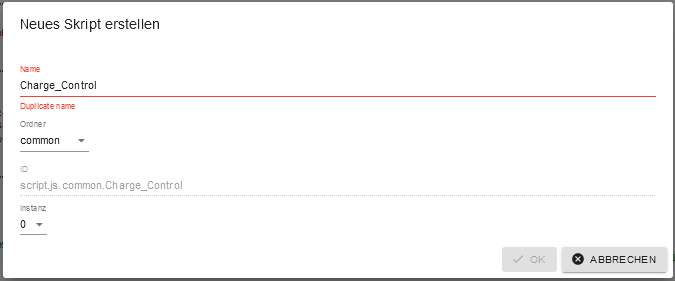 Neues Skript erstellen
Name
Charge_Control
Duplicate name
Ordner
common
ID
script.js.common.Charge_Control
Instanz
0
OK
ABBRECHEN